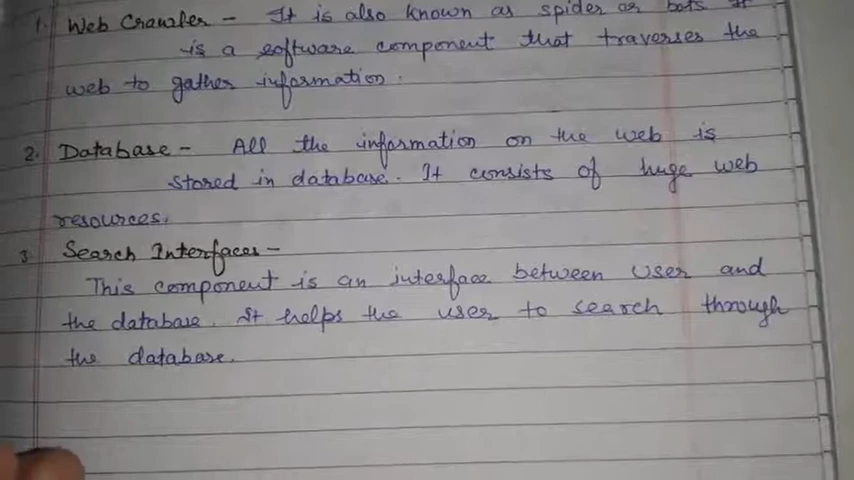 1. Web Crawler - It is also known as spider or bots It
is a software component that traverses the
web to gather information.
2. Database - All the information on the web is
stored in database. It consists of huge web
resources.
3. Search Interfaces -
This component is an interface between user and
the database. It helps the user to search through
the database.